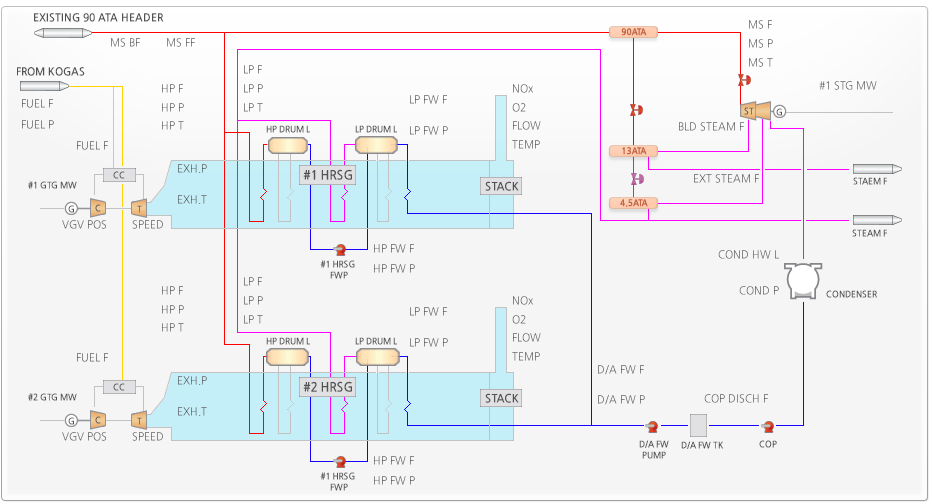 EXISTING 90 ATA HEADER
MS BF
MS FF
90ATA
MS F
MS P
MS T
FROM KOGAS
FUEL F
FUEL P
HP F
HP P
HP T
LP F
LP P
LP T
LP FW F
LP FW P
NOx
O2
FLOW
TEMP
#1 STG MW
ST
G
FUEL F
HP DRUM L
LP DRUM L
BLD STEAM F
13ATA
EXH.P
#1 HRSG
STACK
CC
EXT STEAM F
STAEM F
#1 GTG MW
EXH.T
G
C
T
4.5ATA
VGV POS
SPEED
STEAM F
HP FW F
HP FW P
#1 HRSG
FWP
COND HW L
COND P
CONDENSER
HP F
HP P
HP T
LP F
LP P
LP T
LP FW F
LP FW P
NOx
O2
FLOW
TEMP
FUEL F
HP DRUM L
LP DRUM L
EXH.P
#2 HRSG
STACK
CC
D/A FW F
D/A FW P
COP DISCH F
#2 GTG MW
EXH.T
G
C
T
VGV POS
SPEED
D/A FW
PUMP
D/A FW TK
COP
HP FW F
HP FW P
#1 HRSG
FWP